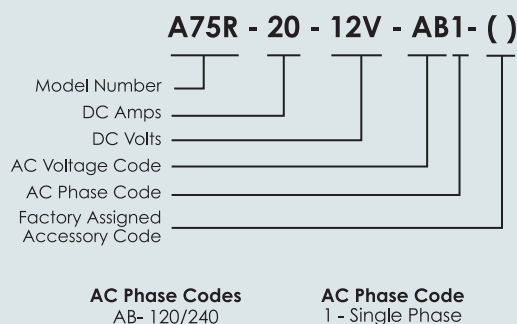 A75R - 20 - 12V - AB1- ( )
Model Number
DC Amps
DC Volts
AC Voltage Code
AC Phase Code
Factory Assigned
Accessory Code
AC Phase Codes
AB- 120/240
AC Phase Code
1 - Single Phase